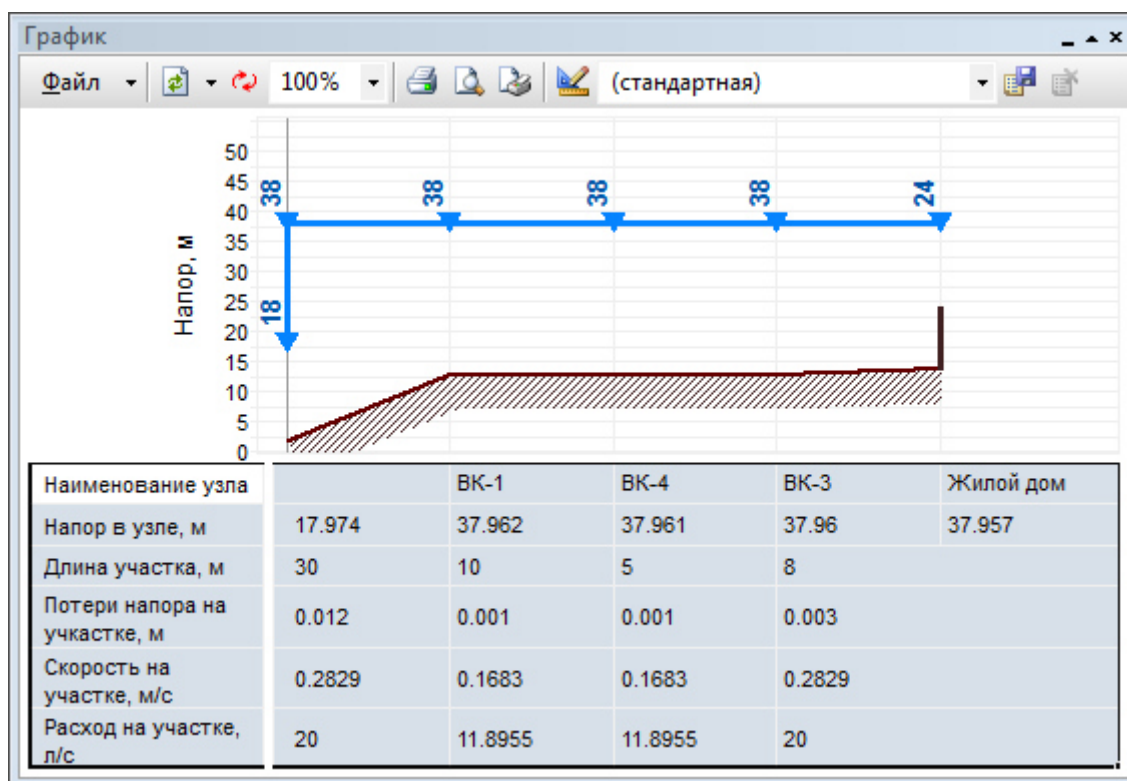 График
Файл 100% (стандартная)
50
45
40
35
30
25
20
15
10
5
0
Напор, м
38 38 38 38 24
18
Наименование узла ВК-1 ВК-4 ВК-3 Жилой дом
Напор в узле, м 17.974 37.962 37.961 37.96 37.957
Длина участка, м 30 10 5 8
Потери напора на
учкастке, м 0.012 0.001 0.001 0.003
Скорость на
участке, м/с 0.2829 0.1683 0.1683 0.2829
Расход на участке,
л/с 20 11.8955 11.8955 20